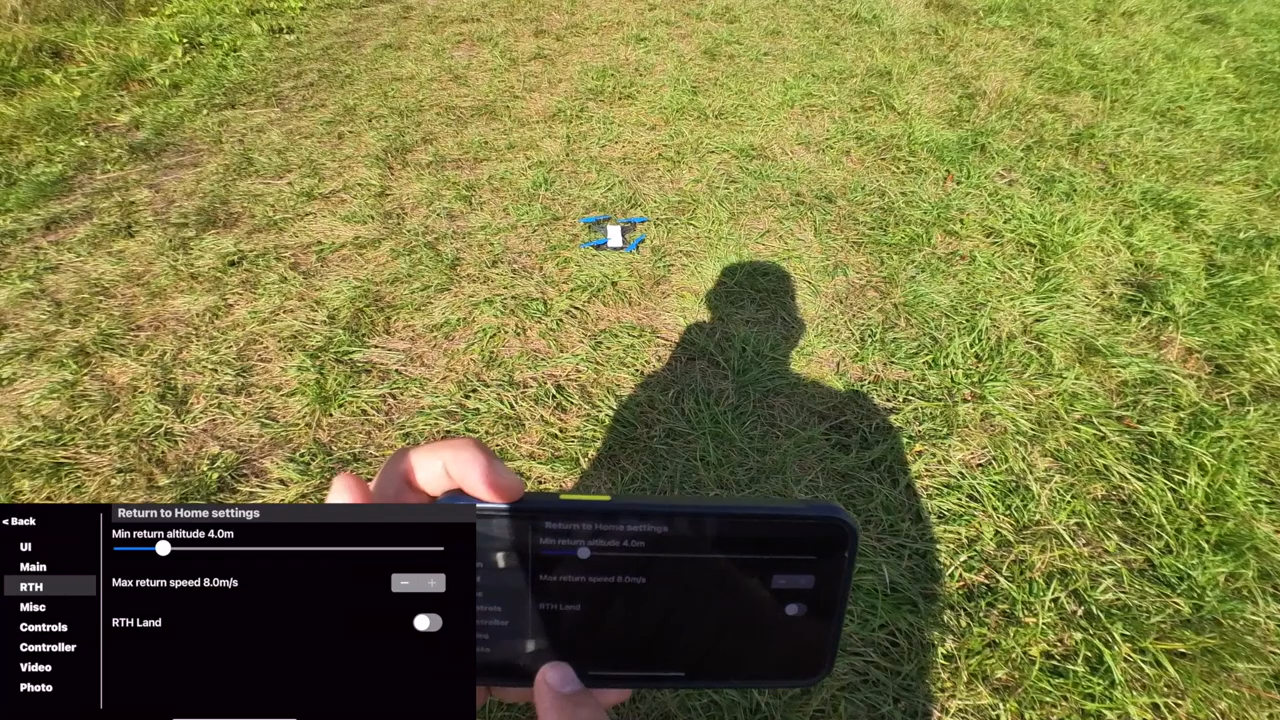 < Back
Return to Home settings
UI
Main
RTH
Misc
Controls
Controller
Video
Photo
Min return altitude 4.0m
Max return speed 8.0m/s
− +
RTH Land
Return to Home settings
Min return altitude 4.0m
Max return speed 8.0m/s
RTH Land